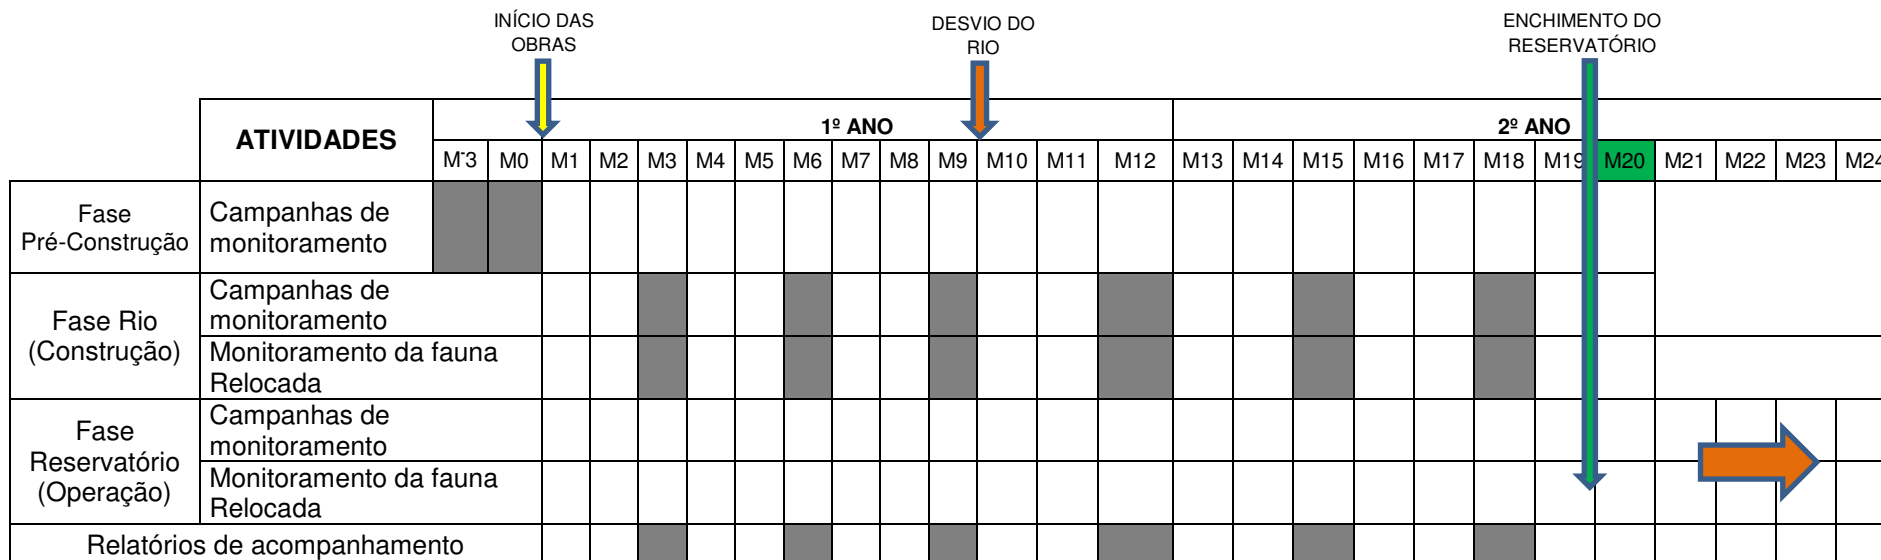 INÍCIO DAS
OBRAS
DESVIO DO
RIO
ENCHIMENTO DO
RESERVATÓRIO
ATIVIDADES
1º ANO
2º ANO
M-3 M0 M1 M2 M3 M4 M5 M6 M7 M8 M9 M10 M11 M12 M13 M14 M15 M16 M17 M18 M19 M20 M21 M22 M23 M24
Fase
Pré-Construção
Campanhas de
monitoramento
Fase Rio
(Construção)
Campanhas de
monitoramento
Monitoramento da fauna
Relocada
Fase
Reservatório
(Operação)
Campanhas de
monitoramento
Monitoramento da fauna
Relocada
Relatórios de acompanhamento